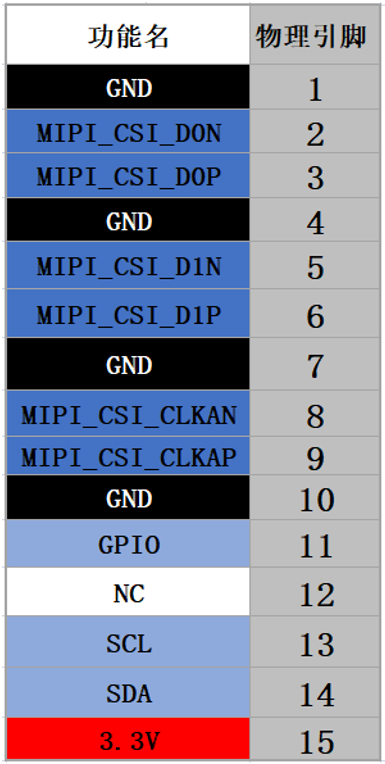 功能名 物理引脚
GND 1
MIPI_CSI_D0N 2
MIPI_CSI_D0P 3
GND 4
MIPI_CSI_D1N 5
MIPI_CSI_D1P 6
GND 7
MIPI_CSI_CLKAN 8
MIPI_CSI_CLKAP 9
GND 10
GPIO 11
NC 12
SCL 13
SDA 14
3.3V 15